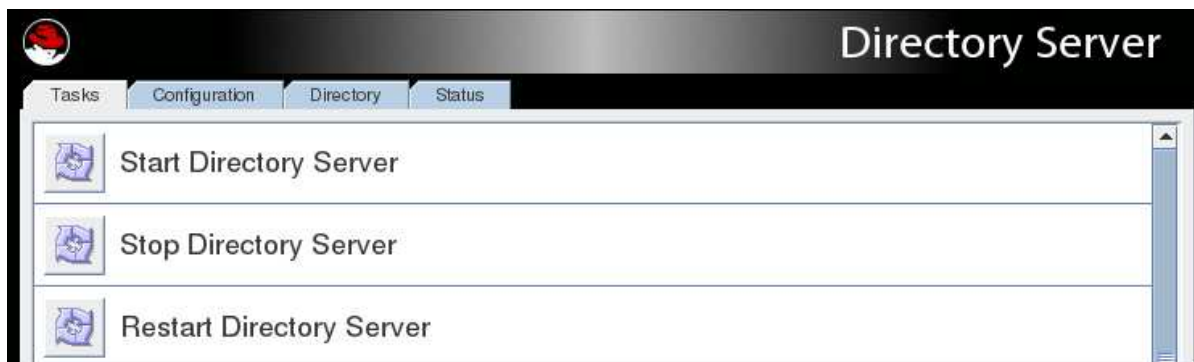 Directory Server
Tasks Configuration Directory Status
Start Directory Server
Stop Directory Server
Restart Directory Server